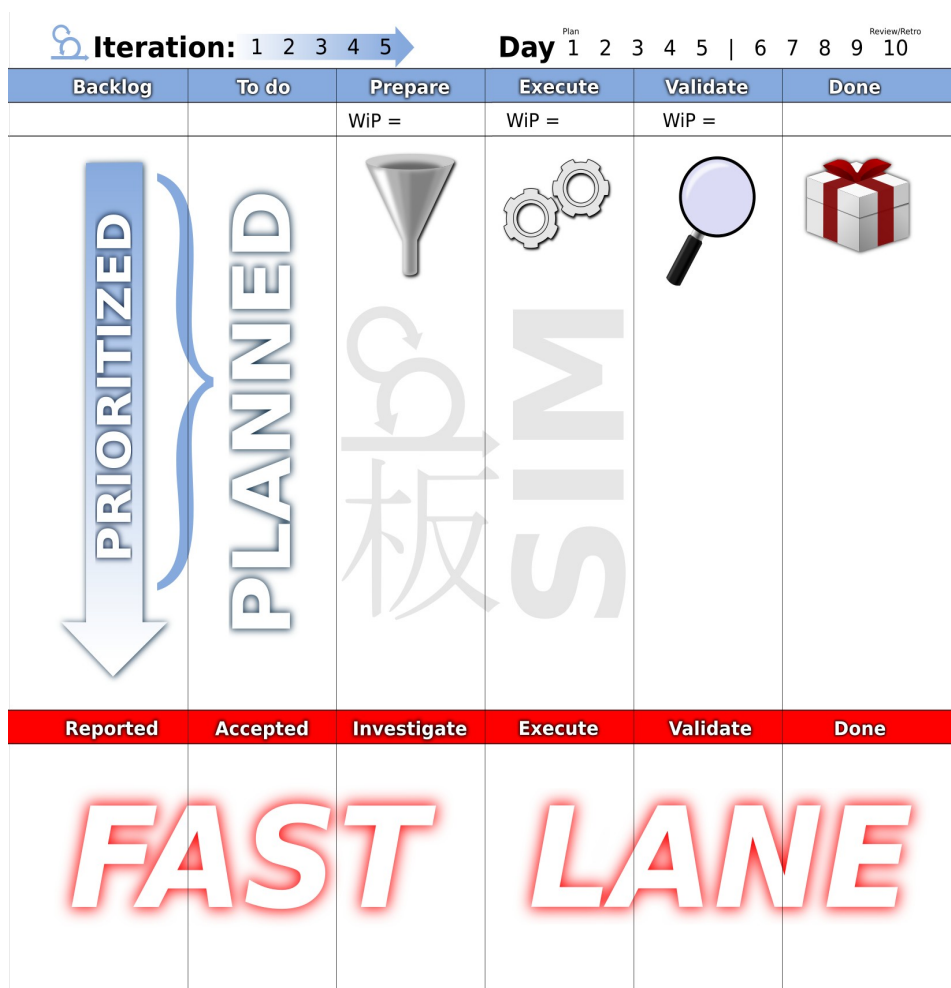 Iteration: 1 2 3 4 5
Plan Review/Retro
Day 1 2 3 4 5 | 6 7 8 9 10
Backlog To do Prepare Execute Validate Done
WiP = WiP = WiP =
PRIORITIZED
PLANNED
板
SIM
Reported Accepted Investigate Execute Validate Done
FAST LANE